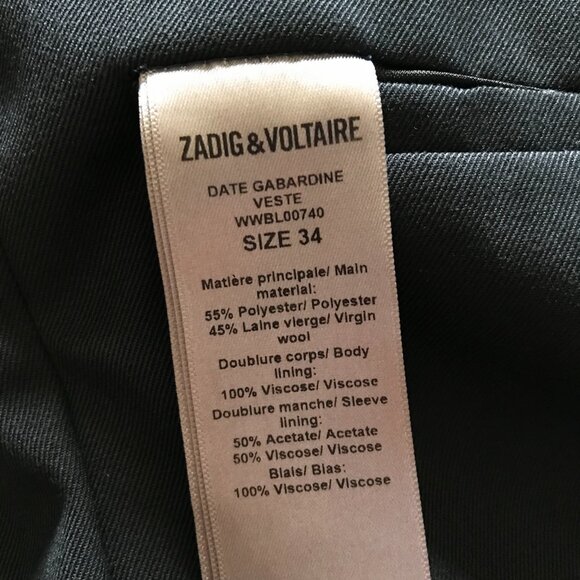 ZADIG & VOLTAIRE
DATE GABARDINE
VESTE
WWBL00740
SIZE 34
Matière principale/ Main
material:
55% Polyester/ Polyester
45% Laine vierge/ Virgin
wool
Doublure corps/ Body
lining:
100% Viscose/ Viscose
Doublure manche/ Sleeve
lining:
50% Acetate/ Acetate
50% Viscose/ Viscose
Blais/ Blas:
100% Viscose/ Viscose